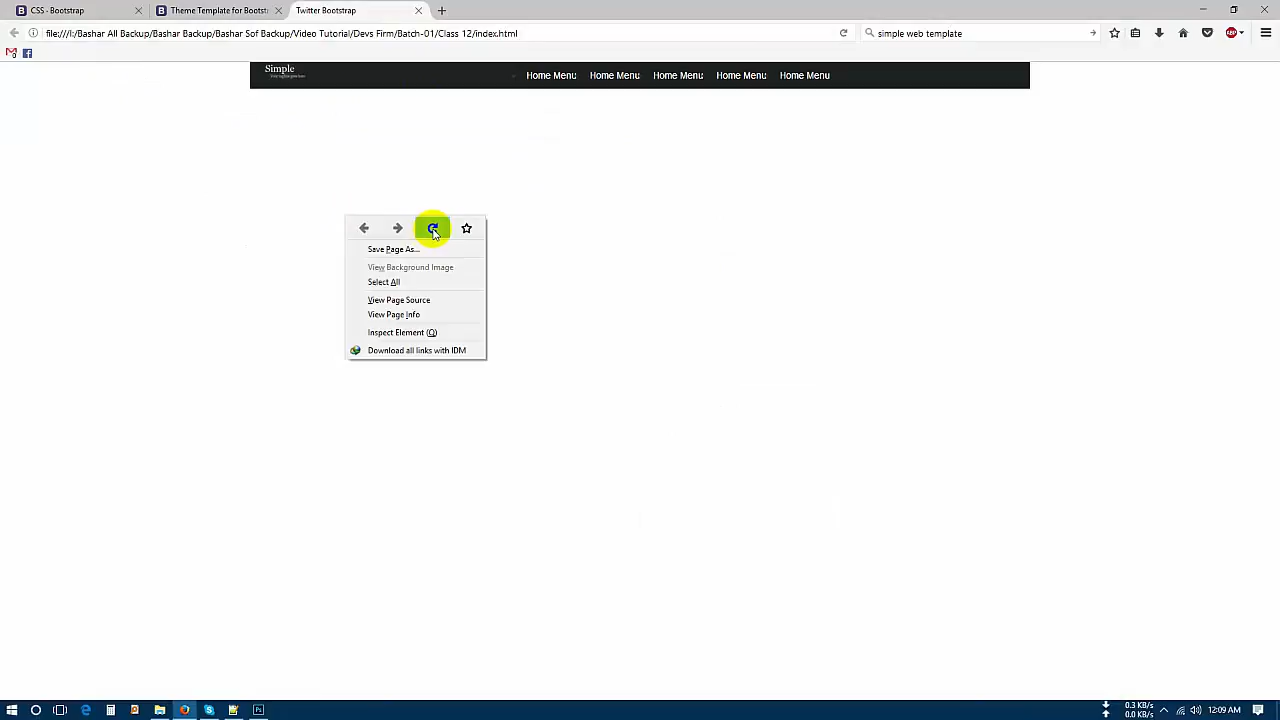 CSS · Bootstrap
Theme Template for Bootst
Twitter Bootstrap
file:///I:/Bashar All Backup/Bashar Backup/Bashar Sof Backup/Video Tutorial/Devs Firm/Batch-01/Class 12/index.html
simple web template
ABP
Simple
Home Menu Home Menu Home Menu Home Menu Home Menu
Save Page As...
View Background Image
Select All
View Page Source
View Page Info
Inspect Element (Q)
Download all links with IDM
0.3 KB/s
0.0 KB/s
12:09 AM